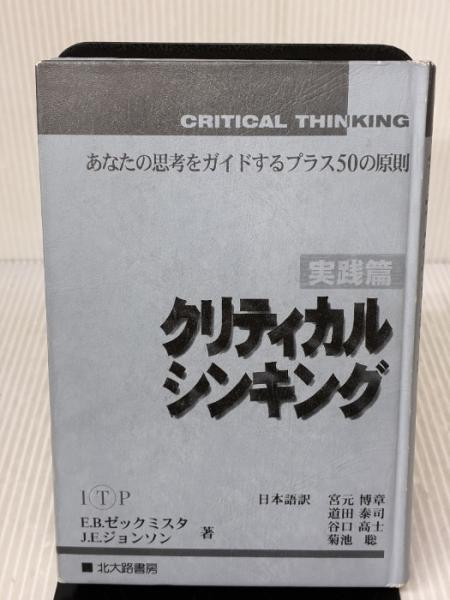 CRITICAL THINKING
あなたの思考をガイドするプラス50の原則
実践篇
クリティカル
シンキング
I T P
日本語訳 宮元 博章
道田 泰司
谷口 高士
菊池 聡
E.B.ゼックミスタ
J.E.ジョンソン 著
■ 北大路書房